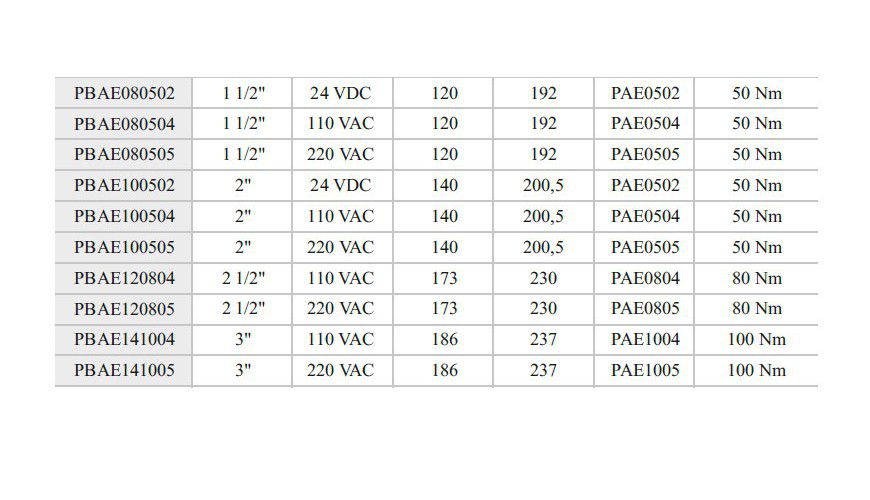 PBAE080502 1 1/2" 24 VDC 120 192 PAE0502 50 Nm
PBAE080504 1 1/2" 110 VAC 120 192 PAE0504 50 Nm
PBAE080505 1 1/2" 220 VAC 120 192 PAE0505 50 Nm
PBAE100502 2" 24 VDC 140 200,5 PAE0502 50 Nm
PBAE100504 2" 110 VAC 140 200,5 PAE0504 50 Nm
PBAE100505 2" 220 VAC 140 200,5 PAE0505 50 Nm
PBAE120804 2 1/2" 110 VAC 173 230 PAE0804 80 Nm
PBAE120805 2 1/2" 220 VAC 173 230 PAE0805 80 Nm
PBAE141004 3" 110 VAC 186 237 PAE1004 100 Nm
PBAE141005 3" 220 VAC 186 237 PAE1005 100 Nm